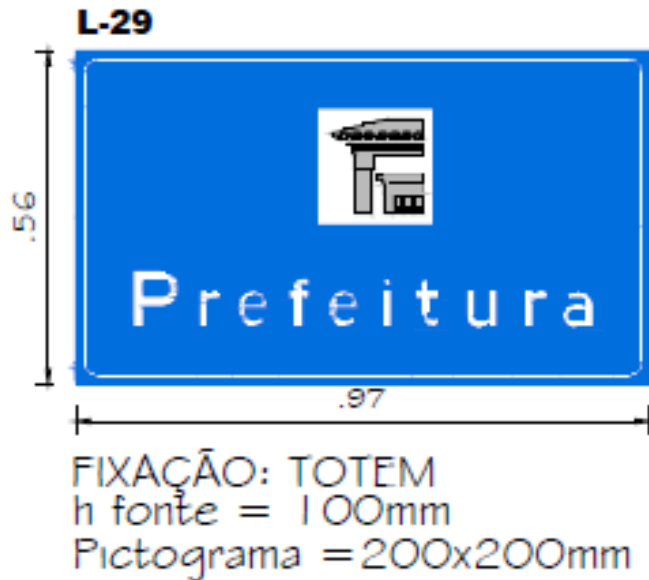 L-29
.56
Prefeitura
.97
FIXAÇÃO: TOTEM
h fonte = 100mm
Pictograma =200x200mm